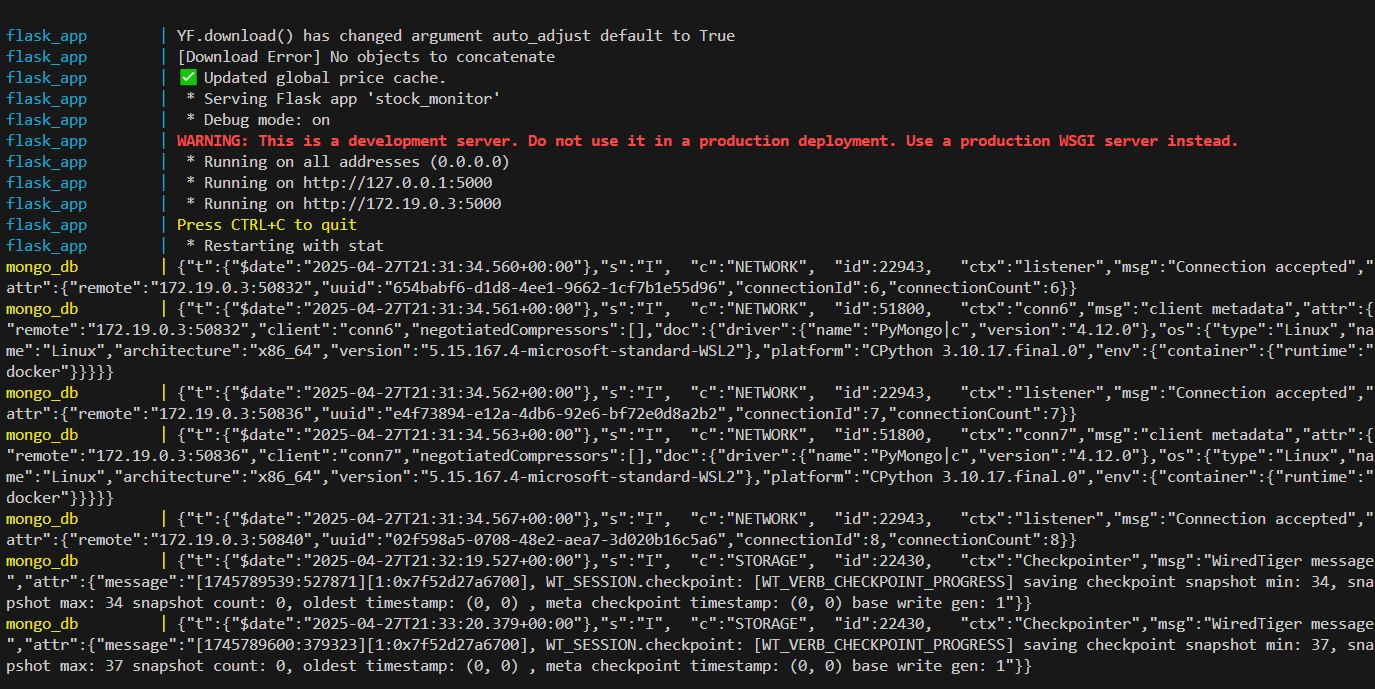 flask_app        | YF.download() has changed argument auto_adjust default to True
flask_app        | [Download Error] No objects to concatenate
flask_app        | ✅ Updated global price cache.
flask_app        |  * Serving Flask app 'stock_monitor'
flask_app        |  * Debug mode: on
flask_app        | WARNING: This is a development server. Do not use it in a production deployment. Use a production WSGI server instead.
flask_app        |  * Running on all addresses (0.0.0.0)
flask_app        |  * Running on http://127.0.0.1:5000
flask_app        |  * Running on http://172.19.0.3:5000
flask_app        | Press CTRL+C to quit
flask_app        |  * Restarting with stat
mongo_db         | {"t":{"$date":"2025-04-27T21:31:34.560+00:00"},"s":"I",  "c":"NETWORK",  "id":22943,   "ctx":"listener","msg":"Connection accepted","
attr":{"remote":"172.19.0.3:50832","uuid":"654babf6-d1d8-4ee1-9662-1cf7b1e55d96","connectionId":6,"connectionCount":6}}
mongo_db         | {"t":{"$date":"2025-04-27T21:31:34.561+00:00"},"s":"I",  "c":"NETWORK",  "id":51800,   "ctx":"conn6","msg":"client metadata","attr":{
"remote":"172.19.0.3:50832","client":"conn6","negotiatedCompressors":[],"doc":{"driver":{"name":"PyMongo|c","version":"4.12.0"},"os":{"type":"Linux","na
me":"Linux","architecture":"x86_64","version":"5.15.167.4-microsoft-standard-WSL2"},"platform":"CPython 3.10.17.final.0","env":{"container":{"runtime":"
docker"}}}}}
mongo_db         | {"t":{"$date":"2025-04-27T21:31:34.562+00:00"},"s":"I",  "c":"NETWORK",  "id":22943,   "ctx":"listener","msg":"Connection accepted","
attr":{"remote":"172.19.0.3:50836","uuid":"e4f73894-e12a-4db6-92e6-bf72e0d8a2b2","connectionId":7,"connectionCount":7}}
mongo_db         | {"t":{"$date":"2025-04-27T21:31:34.563+00:00"},"s":"I",  "c":"NETWORK",  "id":51800,   "ctx":"conn7","msg":"client metadata","attr":{
"remote":"172.19.0.3:50836","client":"conn7","negotiatedCompressors":[],"doc":{"driver":{"name":"PyMongo|c","version":"4.12.0"},"os":{"type":"Linux","na
me":"Linux","architecture":"x86_64","version":"5.15.167.4-microsoft-standard-WSL2"},"platform":"CPython 3.10.17.final.0","env":{"container":{"runtime":"
docker"}}}}}
mongo_db         | {"t":{"$date":"2025-04-27T21:31:34.567+00:00"},"s":"I",  "c":"NETWORK",  "id":22943,   "ctx":"listener","msg":"Connection accepted","
attr":{"remote":"172.19.0.3:50840","uuid":"02f598a5-0708-48e2-aea7-3d020b16c5a6","connectionId":8,"connectionCount":8}}
mongo_db         | {"t":{"$date":"2025-04-27T21:32:19.527+00:00"},"s":"I",  "c":"STORAGE",  "id":22430,   "ctx":"Checkpointer","msg":"WiredTiger message
","attr":{"message":"[1745789539:527871][1:0x7f52d27a6700], WT_SESSION.checkpoint: [WT_VERB_CHECKPOINT_PROGRESS] saving checkpoint snapshot min: 34, sna
pshot max: 34 snapshot count: 0, oldest timestamp: (0, 0) , meta checkpoint timestamp: (0, 0) base write gen: 1"}}
mongo_db         | {"t":{"$date":"2025-04-27T21:33:20.379+00:00"},"s":"I",  "c":"STORAGE",  "id":22430,   "ctx":"Checkpointer","msg":"WiredTiger message
","attr":{"message":"[1745789600:379323][1:0x7f52d27a6700], WT_SESSION.checkpoint: [WT_VERB_CHECKPOINT_PROGRESS] saving checkpoint snapshot min: 37, sna
pshot max: 37 snapshot count: 0, oldest timestamp: (0, 0) , meta checkpoint timestamp: (0, 0) base write gen: 1"}}